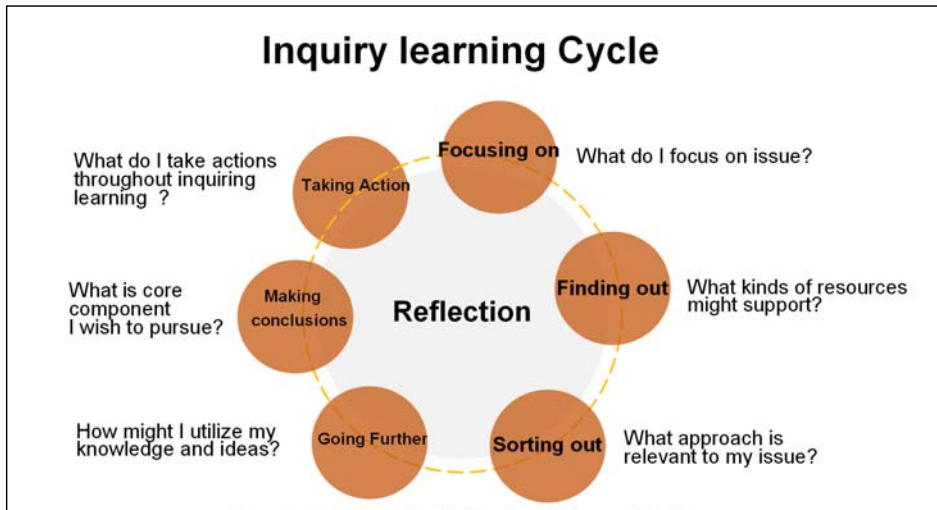 Inquiry learning Cycle
Focusing on
What do I focus on issue?
Finding out
What kinds of resources
might support?
Sorting out
What approach is
relevant to my issue?
Going Further
How might I utilize my
knowledge and ideas?
Making
conclusions
What is core
component
I wish to pursue?
Taking Action
What do I take actions
throughout inquiring
learning ?
Reflection